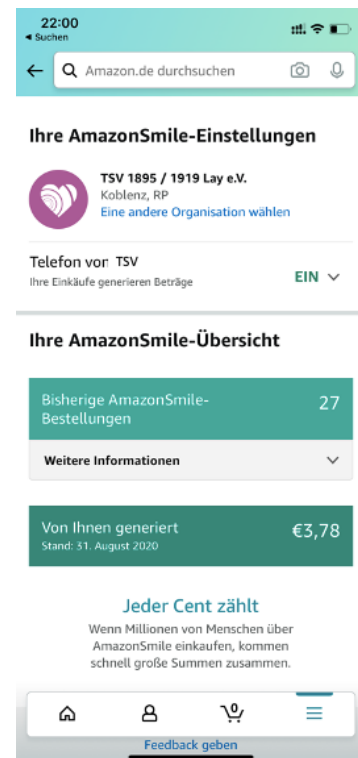 22:00
Suchen
Amazon.de durchsuchen
Ihre AmazonSmile-Einstellungen
TSV 1895 / 1919 Lay e.V.
Koblenz, RP
Eine andere Organisation wählen
Telefon von TSV
Ihre Einkäufe generieren Beträge
EIN
Ihre AmazonSmile-Übersicht
Bisherige AmazonSmile-
Bestellungen
27
Weitere Informationen
Von Ihnen generiert
€3,78
Stand: 31. August 2020
Jeder Cent zählt
Wenn Millionen von Menschen über
AmazonSmile einkaufen, kommen
schnell große Summen zusammen.
0
Feedback geben